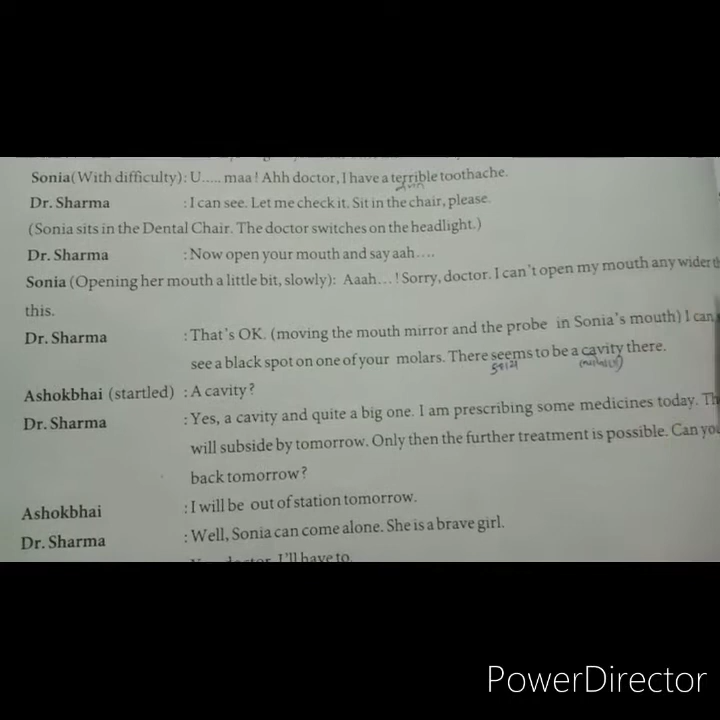 Sonia(With difficulty): U..... maa! Ahh doctor, I have a terrible toothache.
Dr. Sharma : I can see. Let me check it. Sit in the chair, please.
(Sonia sits in the Dental Chair. The doctor switches on the headlight.)
Dr. Sharma : Now open your mouth and say aah....
Sonia (Opening her mouth a little bit, slowly): Aaah...! Sorry, doctor. I can't open my mouth any wider
this.
Dr. Sharma : That's OK. (moving the mouth mirror and the probe in Sonia's mouth) I can
see a black spot on one of your molars. There seems to be a cavity there.
Ashokbhai (startled) : A cavity?
Dr. Sharma : Yes, a cavity and quite a big one. I am prescribing some medicines today.
will subside by tomorrow. Only then the further treatment is possible. Can
back tomorrow?
Ashokbhai : I will be out of station tomorrow.
Dr. Sharma : Well, Sonia can come alone. She is a brave girl.
I'll have to.
PowerDirector